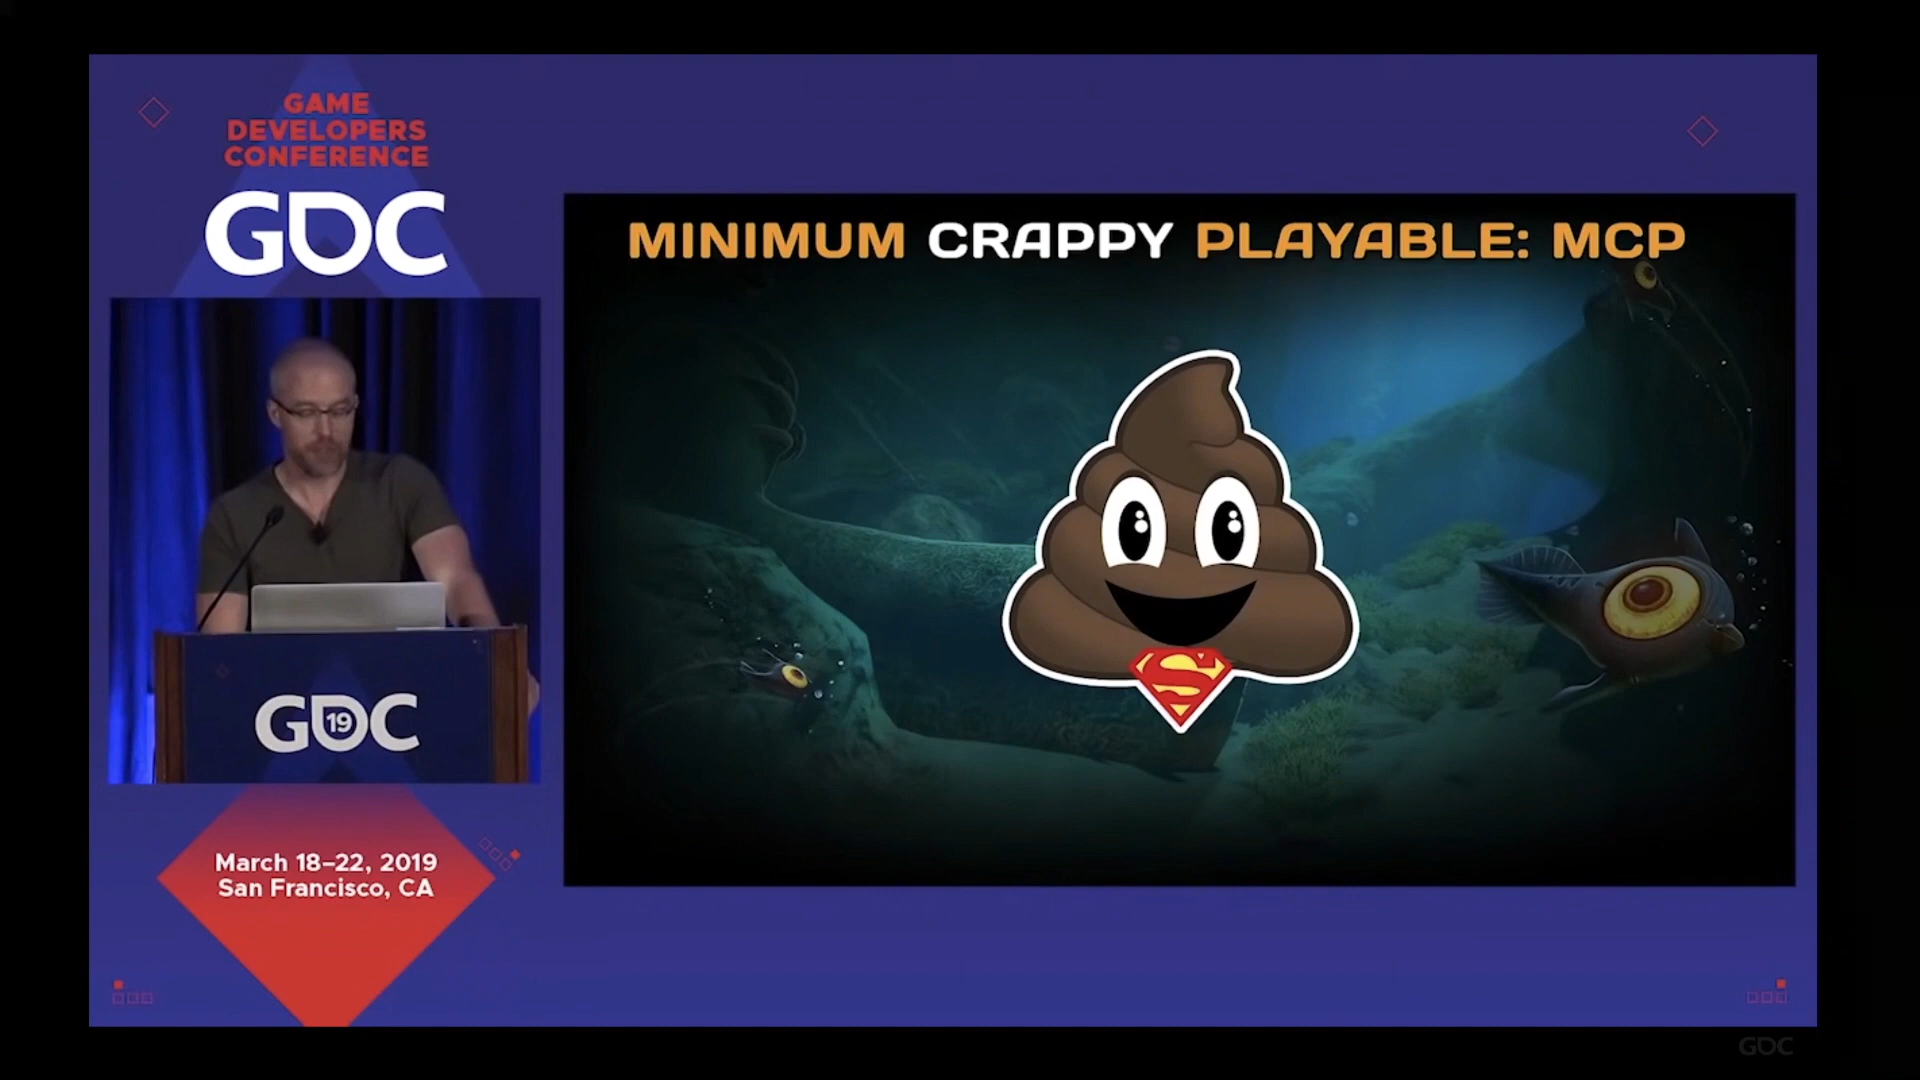 GAME
DEVELOPERS
CONFERENCE
GDC
MINIMUM CRAPPY PLAYABLE: MCP
S
GDC
19
March 18–22, 2019
San Francisco, CA
GDC